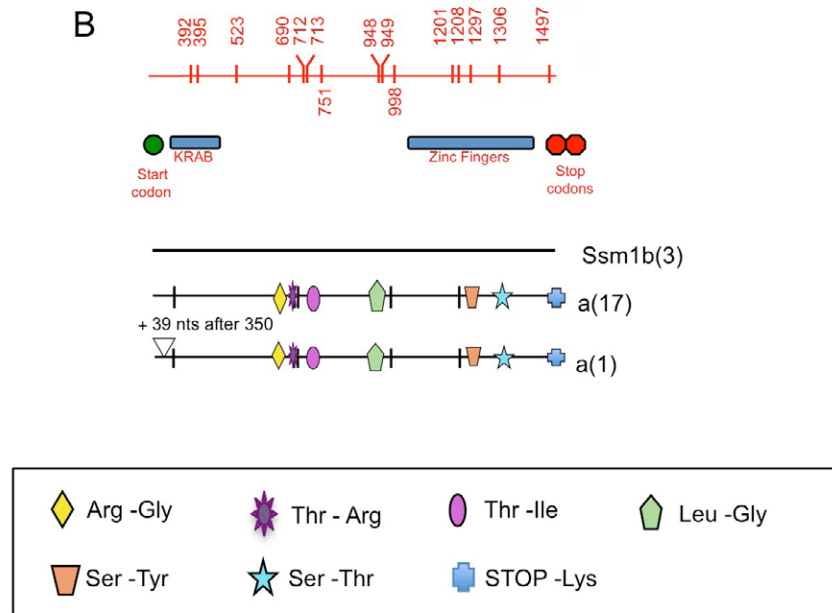 B
392 395 523 690 712 713 948 949 1201 1208 1297 1306 1497
751 998
KRAB Zinc Fingers
Start codon Stop codons
Ssm1b(3)
a(17)
+ 39 nts after 350
a(1)
Arg -Gly Thr - Arg Thr -Ile Leu -Gly
Ser -Tyr Ser -Thr STOP -Lys